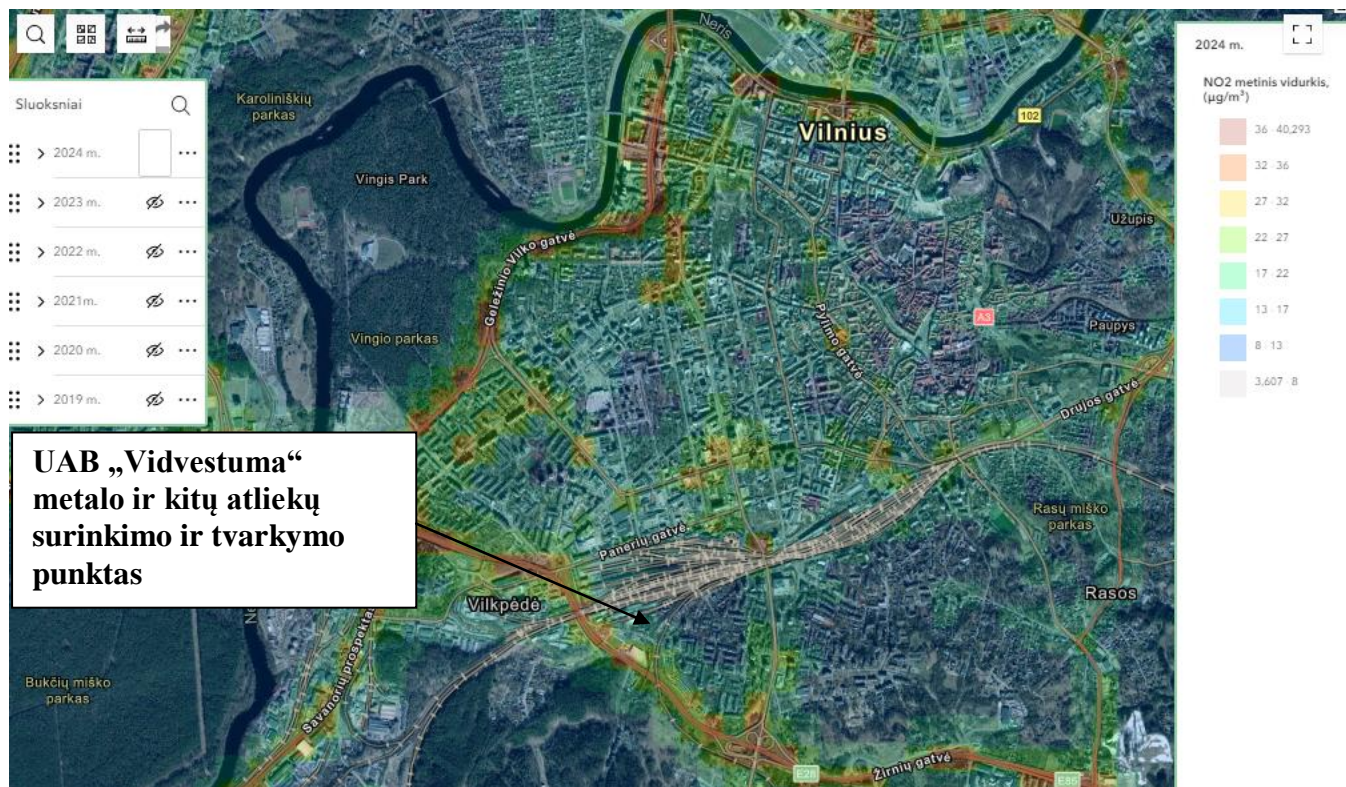 Sluoksniai
2024 m.
2023 m.
2022 m.
2021m.
2020 m.
2019 m.
UAB „Vidvestuma“
metalo ir kitų atliekų
surinkimo ir tvarkymo
punktas
Neris
Karoliniškių
parkas
Vilnius
102
Vingis Park
Užupis
Geležinio Vilko gatvė
A3
Pylimo gatvė
Paupys
Vingio parkas
Drujos gatvė
Rasų miško
parkas
Panerių gatvė
Rasos
Vilkpėdė
Bukčių miško
parkas
Savanorių prospektas
E28
Žirnių gatvė
E85
2024 m.
NO2 metinis vidurkis,
(µg/m³)
36 - 40,293
32 - 36
27 - 32
22 - 27
17 - 22
13 - 17
8 - 13
3,607 - 8